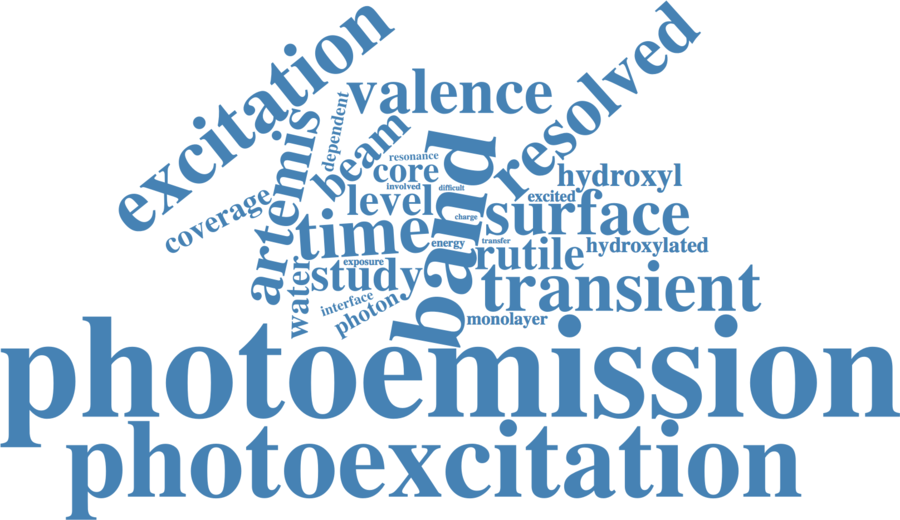 excitation
resolved
valence
dependent
artemis
beam
resonance
core
band
hydroxyl
involved
difficult
excited
coverage
level
charge
surface
time
energy
transfer
hydroxylated
rutile
water
exposure
study
transient
interface
photon
monolayer
photoemission
photoexcitation